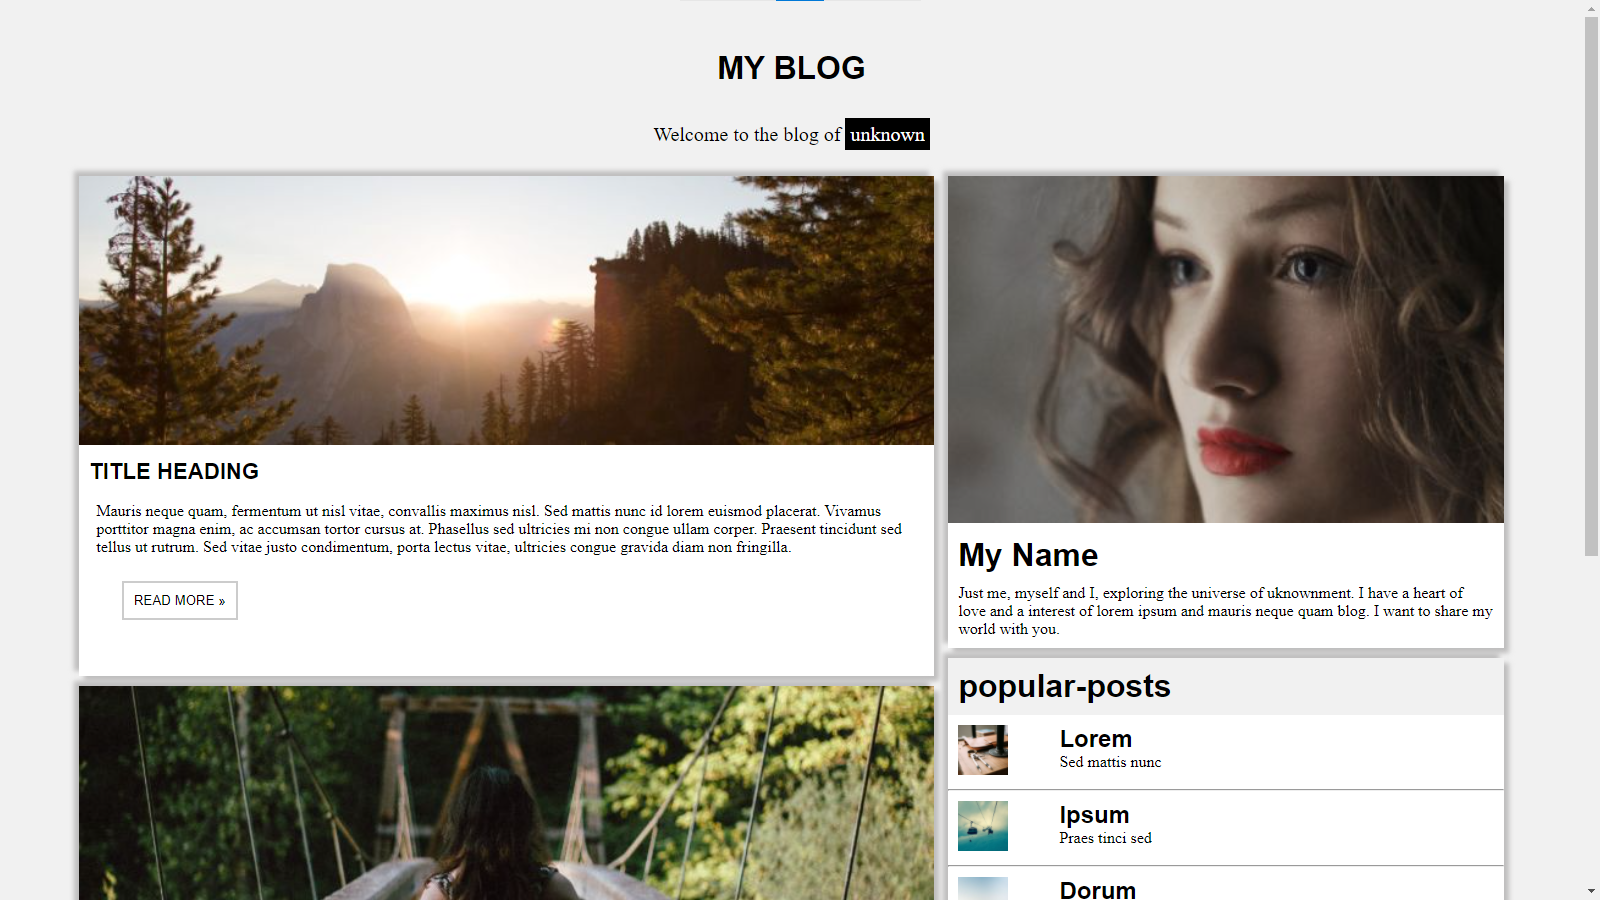 MY BLOG
Welcome to the blog of unknown
TITLE HEADING
Mauris neque quam, fermentum ut nisl vitae, convallis maximus nisl. Sed mattis nunc id lorem euismod placerat. Vivamus
porttitor magna enim, ac accumsan tortor cursus at. Phasellus sed ultricies mi non congue ullam corper. Praesent tincidunt sed
tellus ut rutrum. Sed vitae justo condimentum, porta lectus vitae, ultricies congue gravida diam non fringilla.
READ MORE »
My Name
Just me, myself and I, exploring the universe of uknownment. I have a heart of
love and a interest of lorem ipsum and mauris neque quam blog. I want to share my
world with you.
popular-posts
Lorem
Sed mattis nunc
Ipsum
Praes tinci sed
Dorum